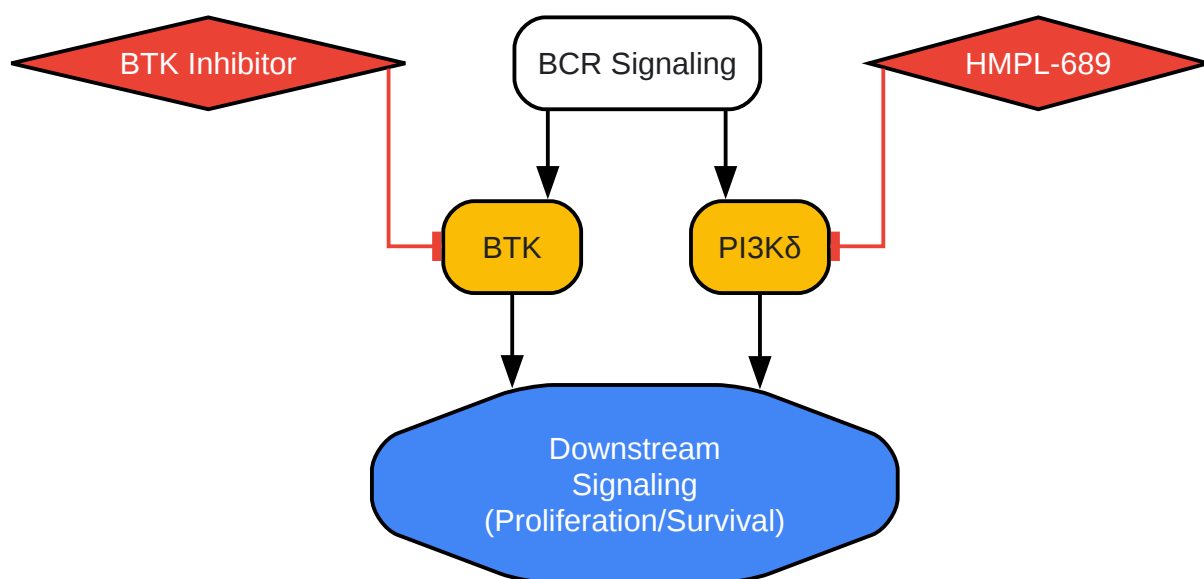 BTK Inhibitor
BCR Signaling
HMPL-689
BTK
PI3Kδ
Downstream
Signaling
(Proliferation/Survival)